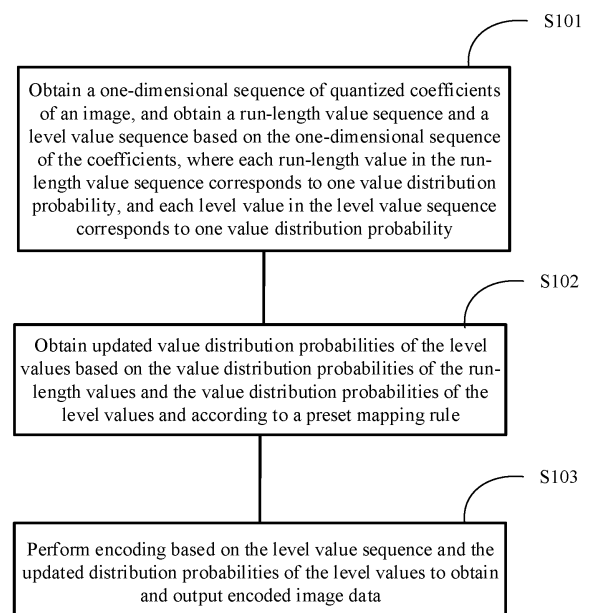 S101
Obtain a one-dimensional sequence of quantized coefficients
of an image, and obtain a run-length value sequence and a
level value sequence based on the one-dimensional sequence
of the coefficients, where each run-length value in the run-
length value sequence corresponds to one value distribution
probability, and each level value in the level value sequence
corresponds to one value distribution probability
S102
Obtain updated value distribution probabilities of the level
values based on the value distribution probabilities of the run-
length values and the value distribution probabilities of the
level values and according to a preset mapping rule
S103
Perform encoding based on the level value sequence and the
updated distribution probabilities of the level values to obtain
and output encoded image data